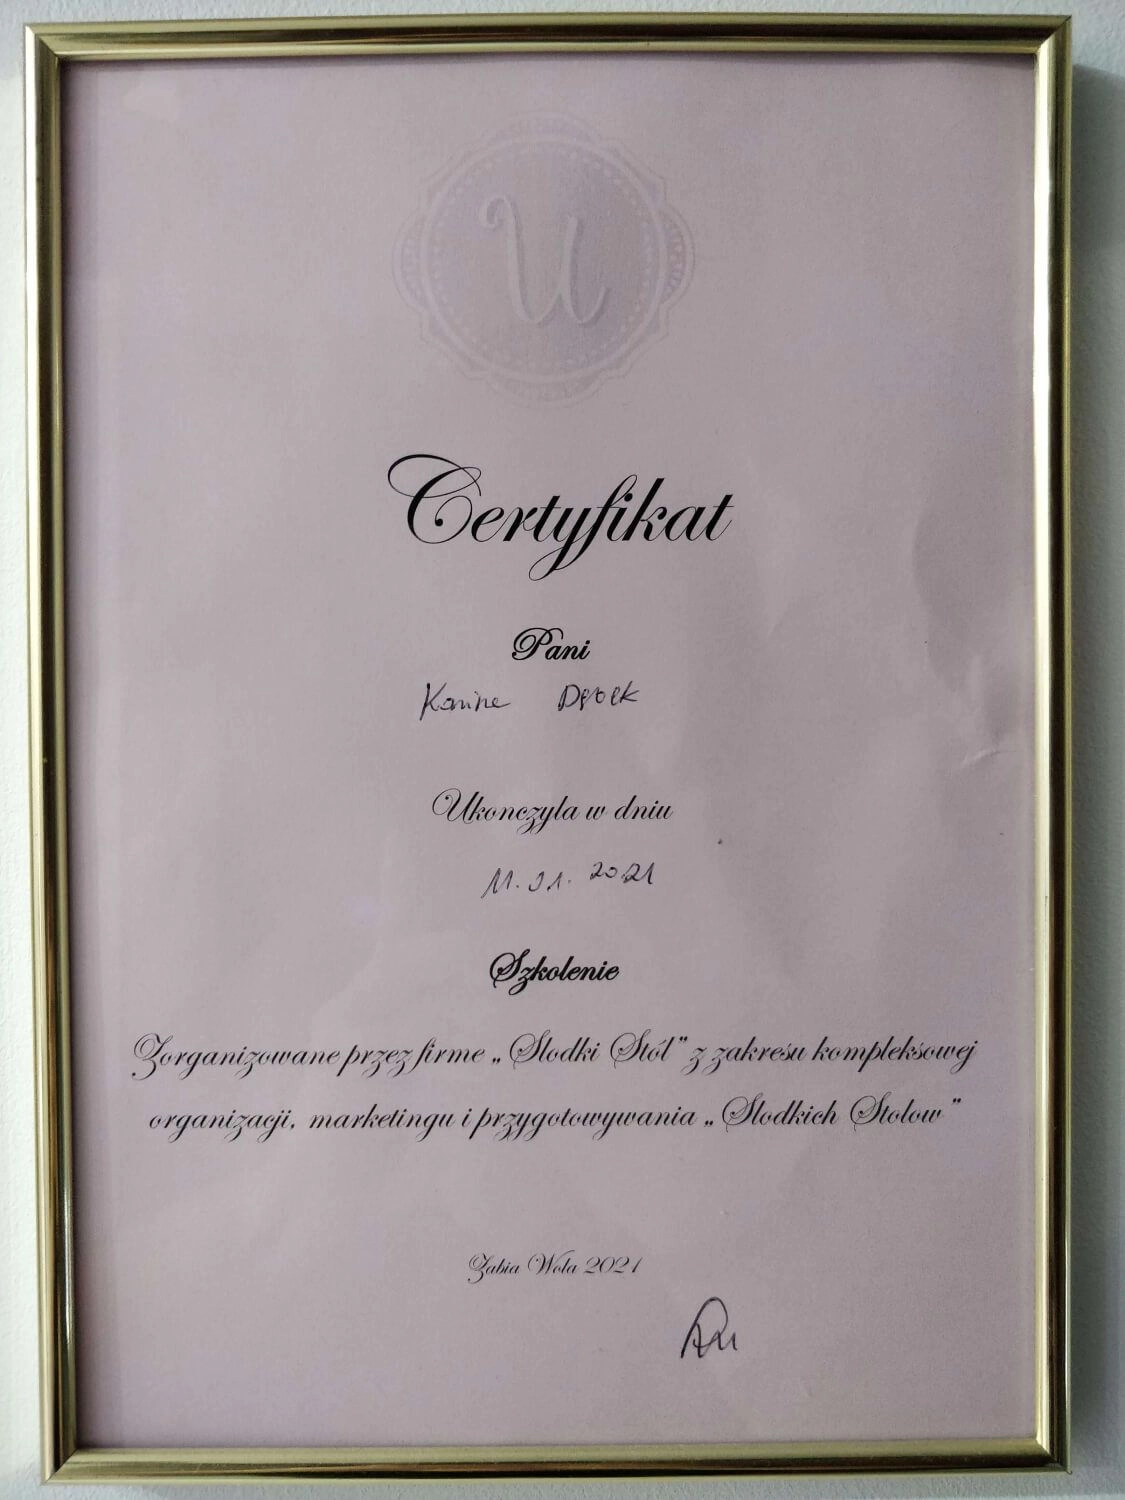 U
Certyfikat
Pani
Ukonczyla w dniu
11. 01. 2021
Szkolenie
Zorganizowane przez firme „Slodki Stól” z zakresu kompleksowej
organizacji, marketingu i przygotowywania „Slodkich Stolow”
Zabia Wola 2021